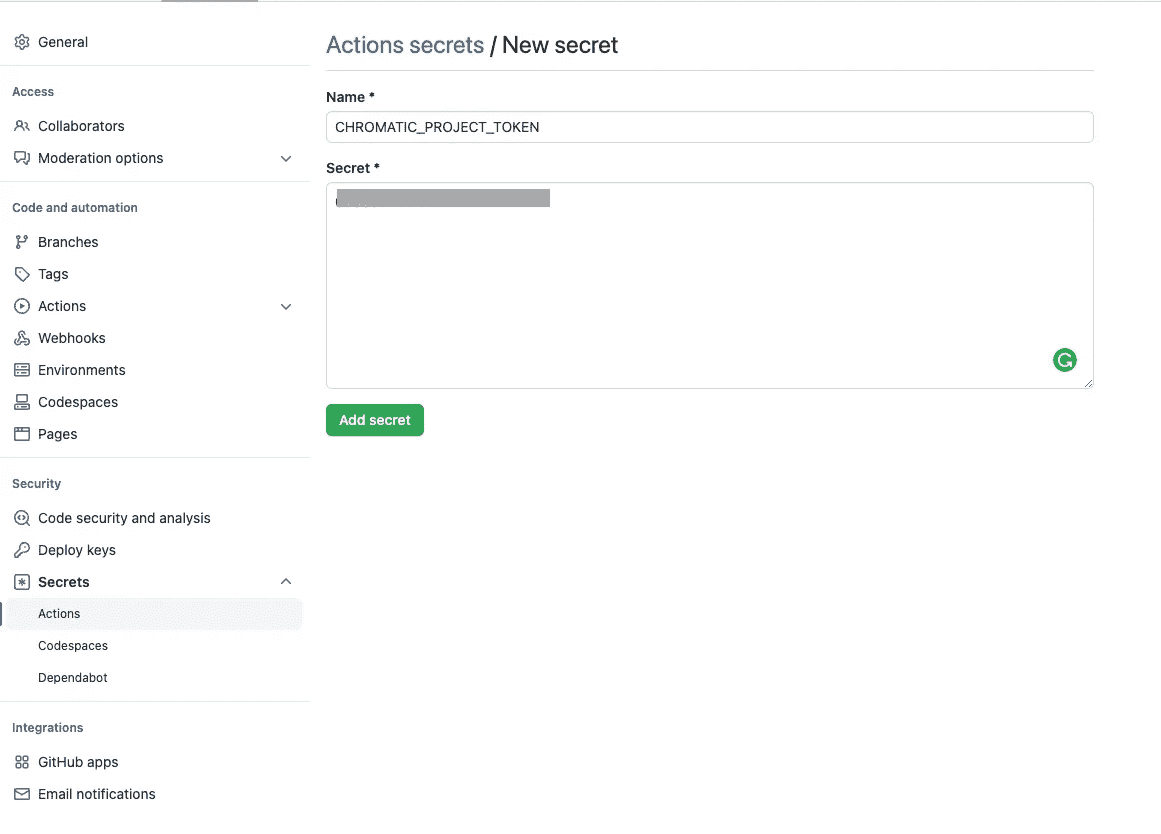 General
Access
Collaborators
Moderation options
Code and automation
Branches
Tags
Actions
Webhooks
Environments
Codespaces
Pages
Security
Code security and analysis
Deploy keys
Secrets
Actions
Codespaces
Dependabot
Integrations
GitHub apps
Email notifications
Actions secrets / New secret
Name *
CHROMATIC_PROJECT_TOKEN
Secret *
Add secret